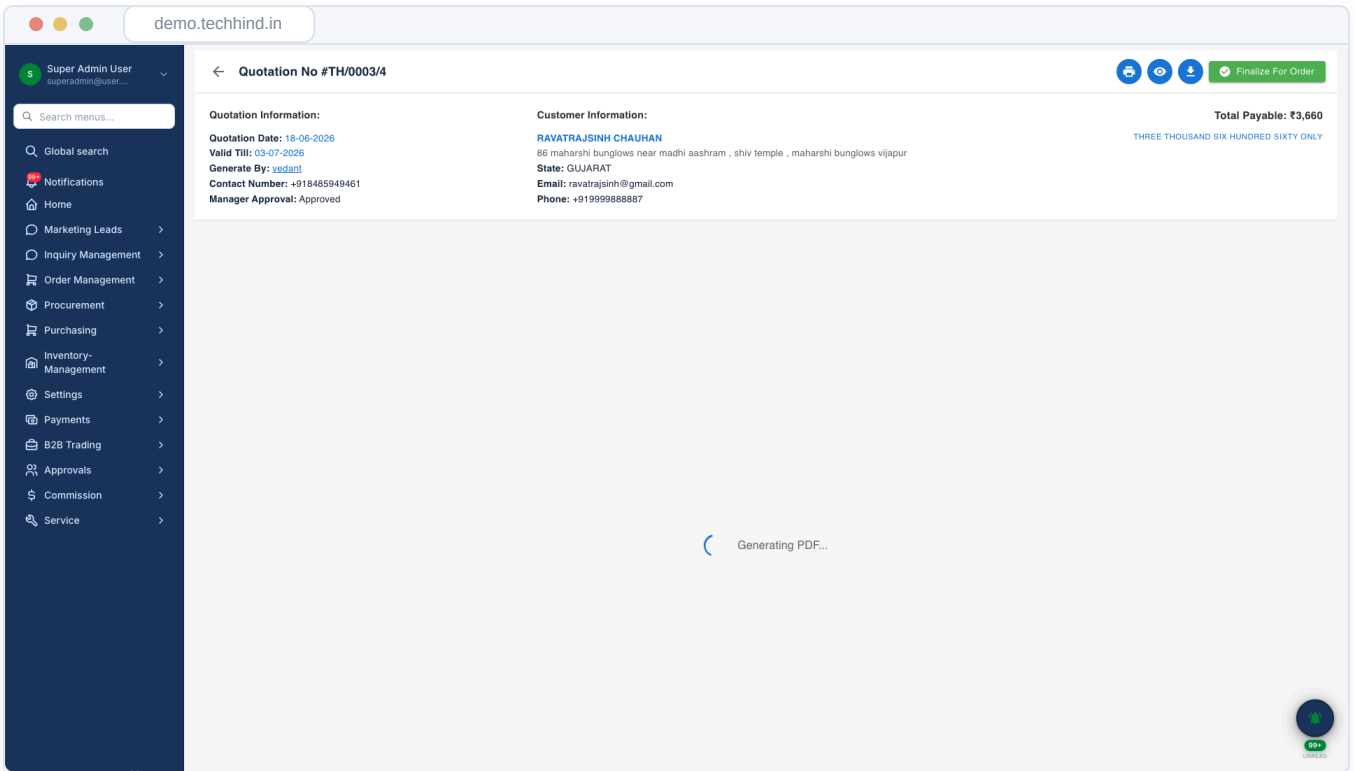 demo.techhind.in
S
Super Admin User
superadmin@user....
Search menus...
Global search
99+
Notifications
Home
Marketing Leads
Inquiry Management
Order Management
Procurement
Purchasing
Inventory-
Management
Settings
Payments
B2B Trading
Approvals
Commission
Service
Quotation No #TH/0003/4
Finalize For Order
Quotation Information:
Quotation Date: 18-06-2026
Valid Till: 03-07-2026
Generate By: vedant
Contact Number: +918485949461
Manager Approval: Approved
Customer Information:
RAVATRAJSINH CHAUHAN
86 maharshi bunglows near madhi aashram , shiv temple , maharshi bunglows vijapur
State: GUJARAT
Email: ravatrajsinh@gmail.com
Phone: +919999888887
Total Payable: ₹3,660
THREE THOUSAND SIX HUNDRED SIXTY ONLY
Generating PDF...
99+
UNREAD